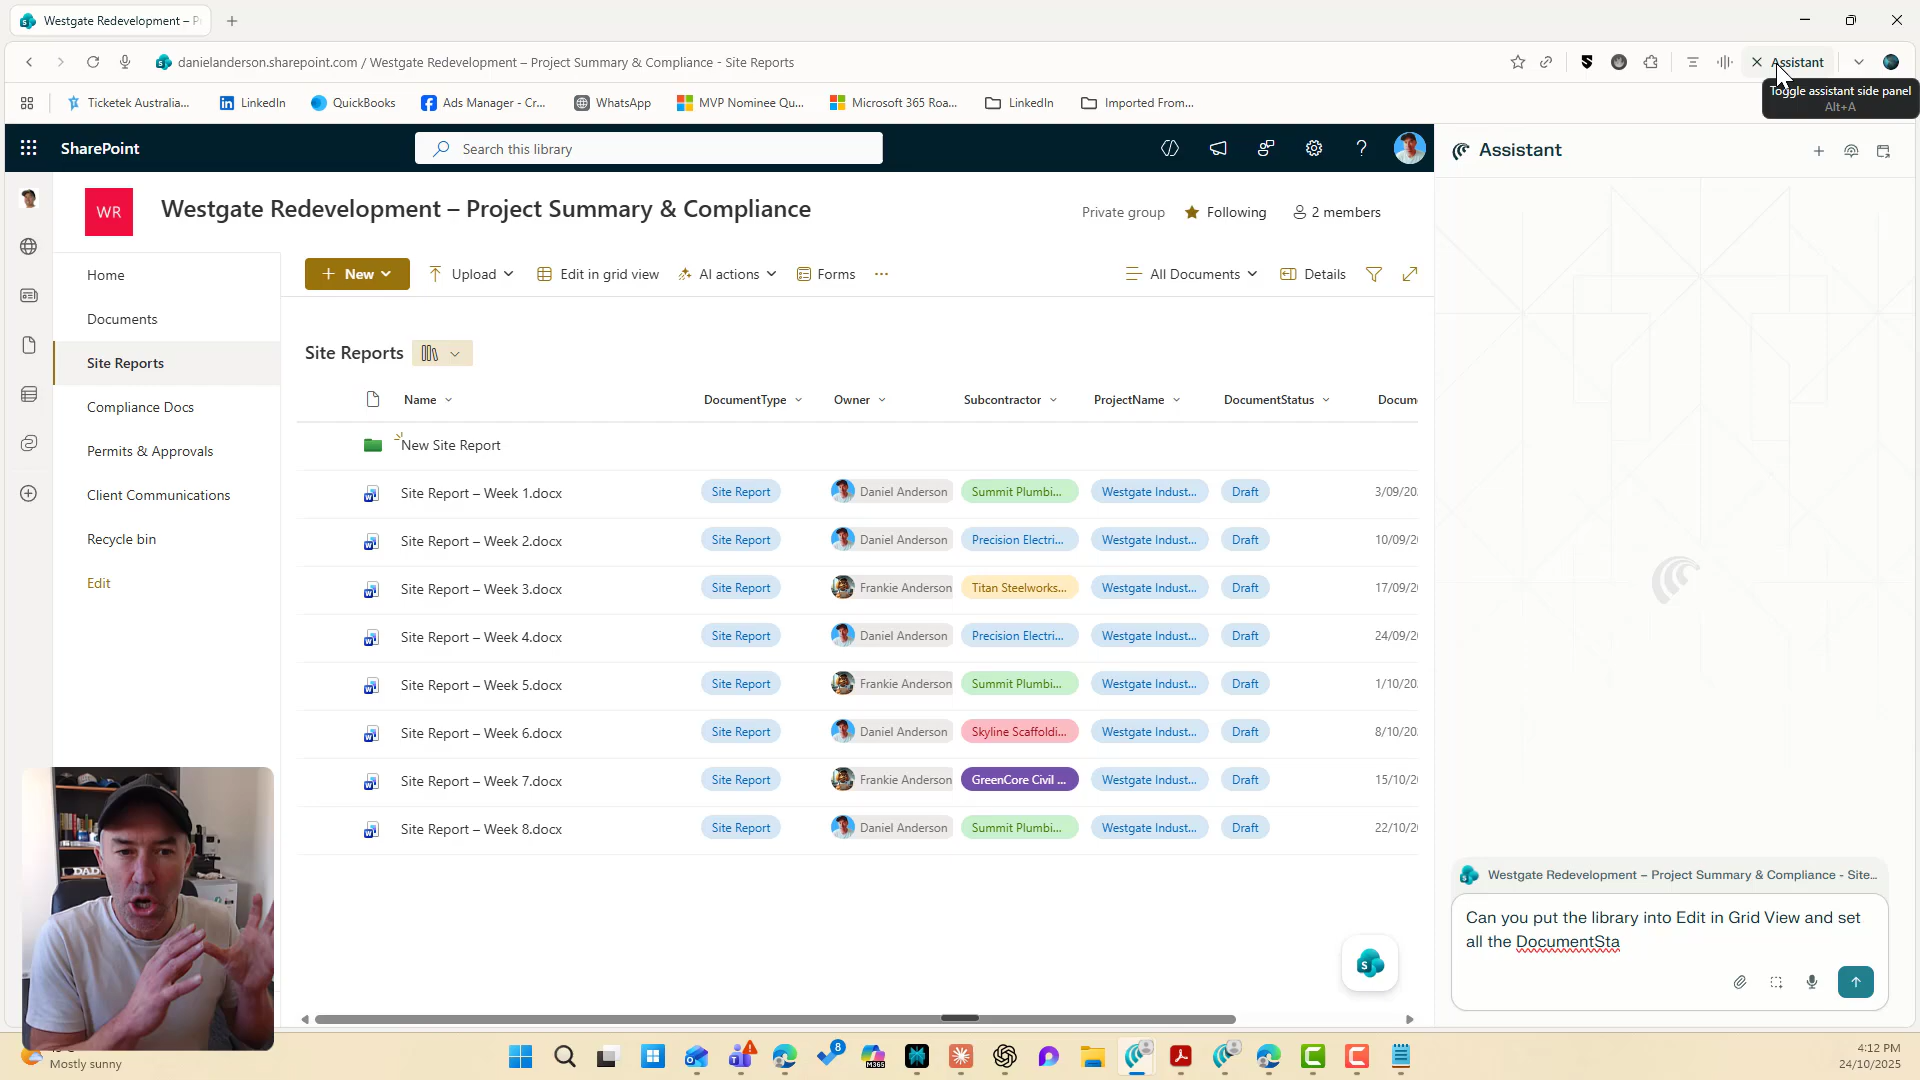 Westgate Redevelopment – P
danielanderson.sharepoint.com / Westgate Redevelopment – Project Summary & Compliance - Site Reports
Assistant
Toggle assistant side panel
Alt+A
Ticketek Australia...
LinkedIn
QuickBooks
Ads Manager - Cr...
WhatsApp
MVP Nominee Qu...
Microsoft 365 Roa...
LinkedIn
Imported From...
SharePoint
Search this library
Assistant
WR
Westgate Redevelopment – Project Summary & Compliance
Private group
Following
2 members
Home
Documents
Site Reports
Compliance Docs
Permits & Approvals
Client Communications
Recycle bin
Edit
New
Upload
Edit in grid view
AI actions
Forms
All Documents
Details
Site Reports
Name DocumentType Owner Subcontractor ProjectName DocumentStatus Docum
New Site Report
Site Report – Week 1.docx Site Report Daniel Anderson Summit Plumbi... Westgate Indust... Draft 3/09/20
Site Report – Week 2.docx Site Report Daniel Anderson Precision Electri... Westgate Indust... Draft 10/09/2
Site Report – Week 3.docx Site Report Frankie Anderson Titan Steelworks... Westgate Indust... Draft 17/09/2
Site Report – Week 4.docx Site Report Daniel Anderson Precision Electri... Westgate Indust... Draft 24/09/2
Site Report – Week 5.docx Site Report Frankie Anderson Summit Plumbi... Westgate Indust... Draft 1/10/20
Site Report – Week 6.docx Site Report Daniel Anderson Skyline Scaffoldi... Westgate Indust... Draft 8/10/20
Site Report – Week 7.docx Site Report Frankie Anderson GreenCore Civil ... Westgate Indust... Draft 15/10/2
Site Report – Week 8.docx Site Report Daniel Anderson Summit Plumbi... Westgate Indust... Draft 22/10/2
Westgate Redevelopment – Project Summary & Compliance - Site...
Can you put the library into Edit in Grid View and set
all the DocumentSta
DAD
Mostly sunny
8
M365
4:12 PM
24/10/2025